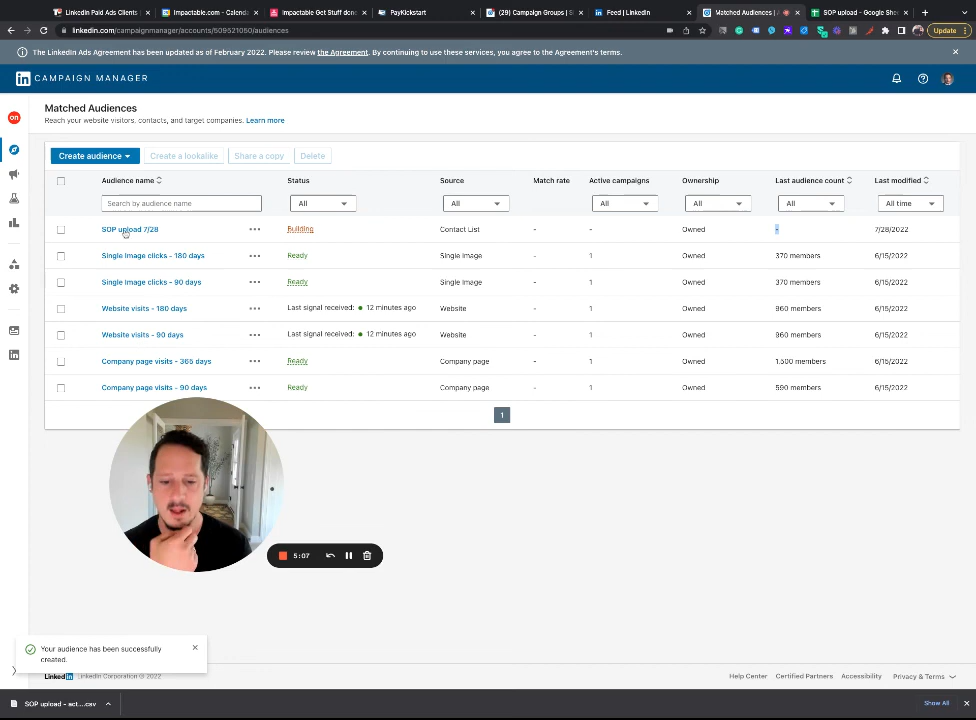 LinkedIn Paid Ads Clients
Impactable.com - Calenda
Impactable Get Stuff don
PayKickstart
(29) Campaign Groups | S
Feed | LinkedIn
Matched Audiences | A
SOP upload - Google She
linkedin.com/campaignmanager/accounts/509521050/audiences
Update
The LinkedIn Ads Agreement has been updated as of February 2022. Please review the Agreement. By continuing to use these services, you agree to the Agreement's terms.
in CAMPAIGN MANAGER
on
Matched Audiences
Reach your website visitors, contacts, and target companies. Learn more
Create audience Create a lookalike Share a copy Delete
Audience name Status Source Match rate Active campaigns Ownership Last audience count Last modified
Search by audience name All All All All All All time
SOP upload 7/28 ••• Building Contact List - - Owned - 7/28/2022
Single Image clicks - 180 days ••• Ready Single Image - 1 Owned 370 members 6/15/2022
Single Image clicks - 90 days ••• Ready Single Image - 1 Owned 370 members 6/15/2022
Website visits - 180 days ••• Last signal received: 12 minutes ago Website - 1 Owned 960 members 6/15/2022
Website visits - 90 days ••• Last signal received: 12 minutes ago Website - 1 Owned 960 members 6/15/2022
Company page visits - 365 days ••• Ready Company page - 1 Owned 1,500 members 6/15/2022
Company page visits - 90 days ••• Ready Company page - 1 Owned 590 members 6/15/2022
1
5:07
Your audience has been successfully
created.
Linkedin LinkedIn Corporation © 2022
Help Center Certified Partners Accessibility Privacy & Terms
SOP upload - act....csv
Show All